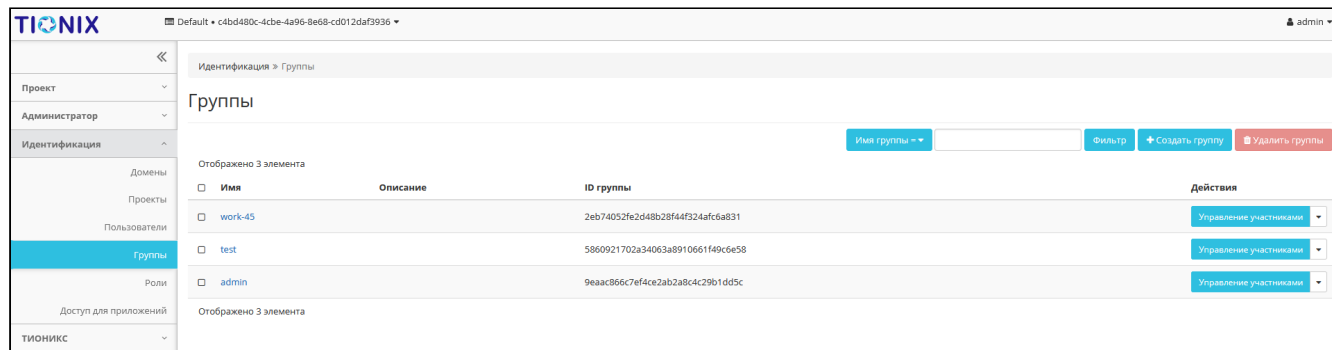 TIONIX Default • c4bd480c-4cbe-4a96-8e68-cd012daf3936 admin
Идентификация » Группы
Проект
Группы
Администратор
Идентификация
Имя группы = Фильтр + Создать группу Удалить группы
Отображено 3 элемента
Домены
Имя Описание ID группы Действия
Проекты
work-45 2eb74052fe2d48b28f44f324afc6a831 Управление участниками
Пользователи
test 5860921702a34063a8910661f49c6e58 Управление участниками
Группы
Роли
admin 9eaac866c7ef4ce2ab2a8c4c29b1dd5c Управление участниками
Доступ для приложений
Отображено 3 элемента
ТИОНИКС